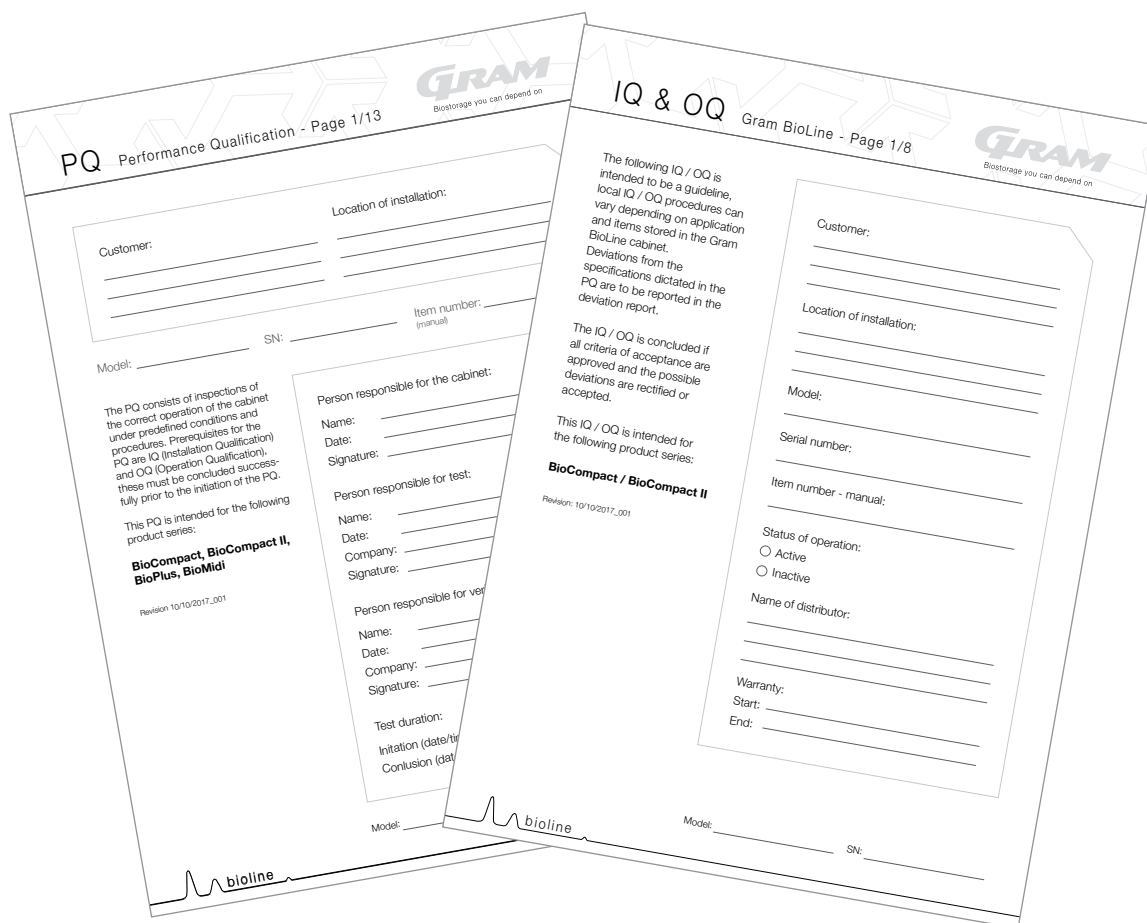 GRAM
Biostorage you can depend on
PQ Performance Qualification - Page 1/13
Customer:
Location of installation:
Model:
SN:
Item number:
(manual)
The PQ consists of inspections of
the correct operation of the cabinet
under predefined conditions and
procedures. Prerequisites for the
PQ are IQ (Installation Qualification)
and OQ (Operation Qualification),
these must be concluded success-
fully prior to the initiation of the PQ.
This PQ is intended for the following
product series:
BioCompact, BioCompact II,
BioPlus, BioMidi
Revision 10/10/2017_001
Person responsible for the cabinet:
Name:
Date:
Signature:
Person responsible for test:
Name:
Date:
Company:
Signature:
Person responsible for ver
Name:
Date:
Company:
Signature:
Test duration:
Initation (date/tir
Conlusion (dat
Model:
bioline
IQ & OQ Gram BioLine - Page 1/8
GRAM
Biostorage you can depend on
The following IQ / OQ is
intended to be a guideline,
local IQ / OQ procedures can
vary depending on application
and items stored in the Gram
BioLine cabinet.
Deviations from the
specifications dictated in the
PQ are to be reported in the
deviation report.
The IQ / OQ is concluded if
all criteria of acceptance are
approved and the possible
deviations are rectified or
accepted.
This IQ / OQ is intended for
the following product series:
BioCompact / BioCompact II
Revision: 10/10/2017_001
Customer:
Location of installation:
Model:
Serial number:
Item number - manual:
Status of operation:
Active
Inactive
Name of distributor:
Warranty:
Start:
End:
Model:
SN:
bioline